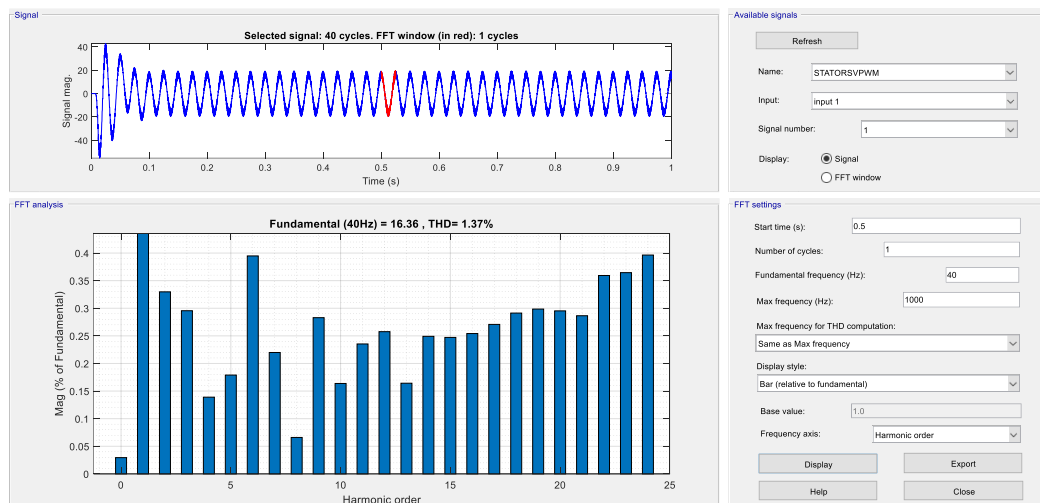 Signal
Selected signal: 40 cycles. FFT window (in red): 1 cycles
Signal mag.
40
20
0
-20
-40
0 0.1 0.2 0.3 0.4 0.5 0.6 0.7 0.8 0.9 1
Time (s)
FFT analysis
Fundamental (40Hz) = 16.36 , THD= 1.37%
Mag (% of Fundamental)
0.4
0.35
0.3
0.25
0.2
0.15
0.1
0.05
0
0 5 10 15 20 25
Harmonic order
Available signals
Refresh
Name: STATORSVPWM
Input: input 1
Signal number: 1
Display: Signal
FFT window
FFT settings
Start time (s): 0.5
Number of cycles: 1
Fundamental frequency (Hz): 40
Max frequency (Hz): 1000
Max frequency for THD computation:
Same as Max frequency
Display style:
Bar (relative to fundamental)
Base value: 1.0
Frequency axis: Harmonic order
Display Export
Help Close